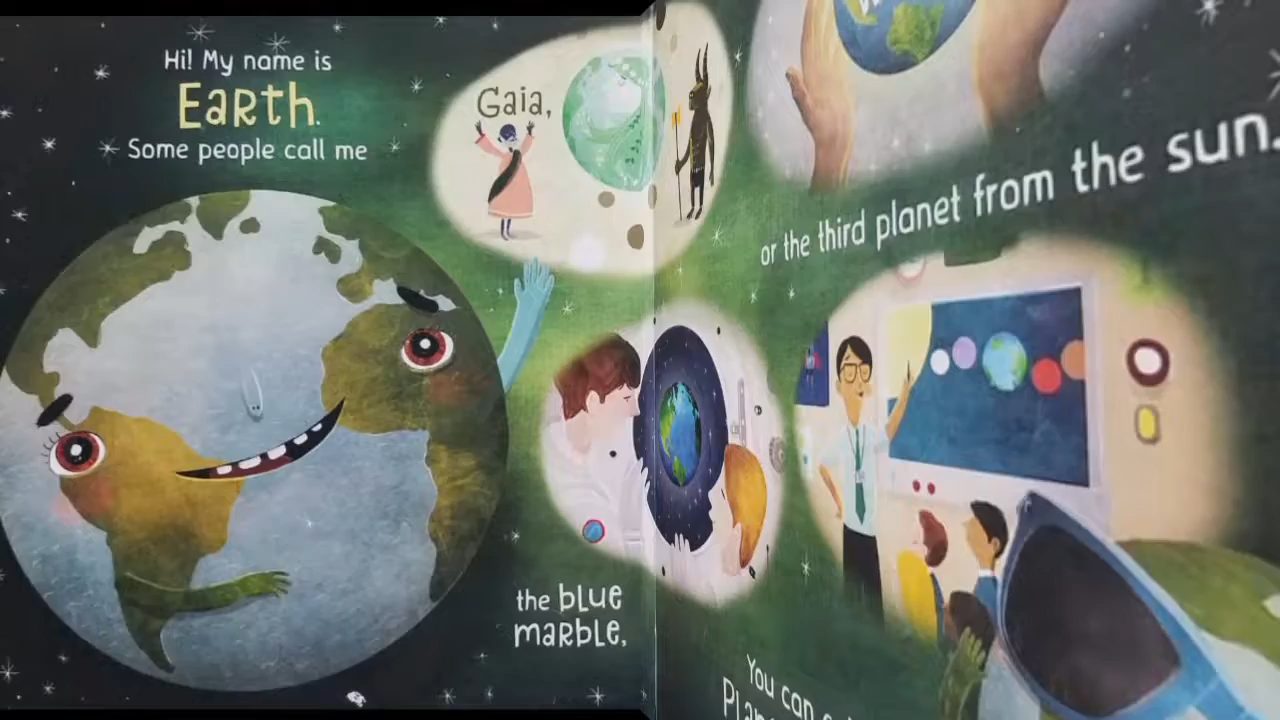 Hi! My name is
Earth.
Some people call me
Gaia,
the blue
marble,
or the third planet from the sun.
You can